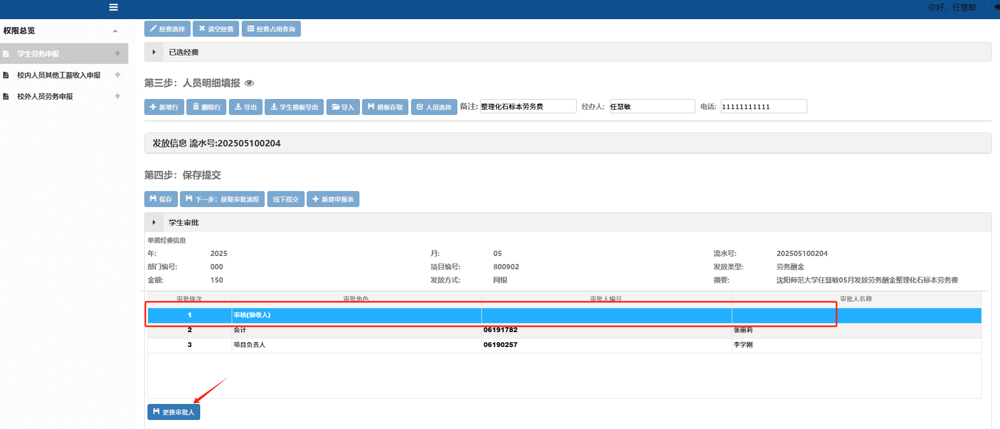 你好，任慧敏
权限总览
学生劳务申报
校内人员其他工薪收入申报
校外人员劳务申报
经费选择 清空经费 经费占用查询
已选经费
第三步：人员明细填报
新增行 删除行 导出 学生模板导出 导入 模板存取 人员选择 备注: 整理化石标本劳务费 经办人: 任慧敏 电话: 11111111111
发放信息 流水号:202505100204
第四步：保存提交
保存 下一步：获取审批流程 线下提交 新建申报表
学生审批
单据经费信息
年: 2025 月: 05 流水号: 202505100204
部门编号: 000 项目编号: 800902 发放类型: 劳务酬金
金额: 150 发放方式: 网银 摘要: 沈阳师范大学任慧敏05月发放劳务酬金整理化石标本劳务费
审批级次 审批角色 审批人编号 审批人名称
1 审核(验收人)
2 会计 06191782 张丽莉
3 项目负责人 06190257 李学刚
更换审批人